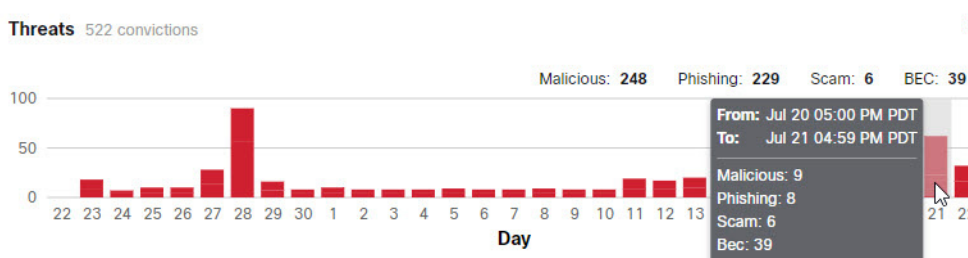 Threats 522 convictions
Malicious: 248 Phishing: 229 Scam: 6 BEC: 39
100
50
0
From: Jul 20 05:00 PM PDT
To: Jul 21 04:59 PM PDT
Malicious: 9
Phishing: 8
Scam: 6
Bec: 39
22 23 24 25 26 27 28 29 30 1 2 3 4 5 6 7 8 9 10 11 12 13 21
Day